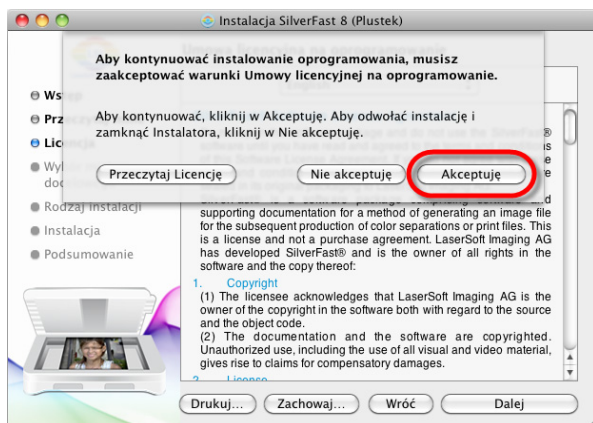 Instalacja SilverFast 8 (Plustek)
Aby kontynuować instalowanie oprogramowania, musisz
zaakceptować warunki Umowy licencyjnej na oprogramowanie.
Aby kontynuować, kliknij w Akceptuję. Aby odwołać instalację i
zamknąć Instalatora, kliknij w Nie akceptuję.
Przeczytaj Licencję
Nie akceptuję
Akceptuję
Rodzaj Instalacji
Instalacja
Podsumowanie
supporting documentation for a method of generating an image file
for the subsequent production of color separations or print files. This
is a license and not a purchase agreement. LaserSoft Imaging AG
has developed SilverFast® and is the owner of all rights in the
software and the copy thereof:
1. Copyright
(1) The licensee acknowledges that LaserSoft Imaging AG is the
owner of the copyright in the software both with regard to the source
and the object code.
(2) The documentation and the software are copyrighted.
Unauthorized use, including the use of all visual and video material,
gives rise to claims for compensatory damages.
Drukuj...
Zachowaj...
Wróć
Dalej